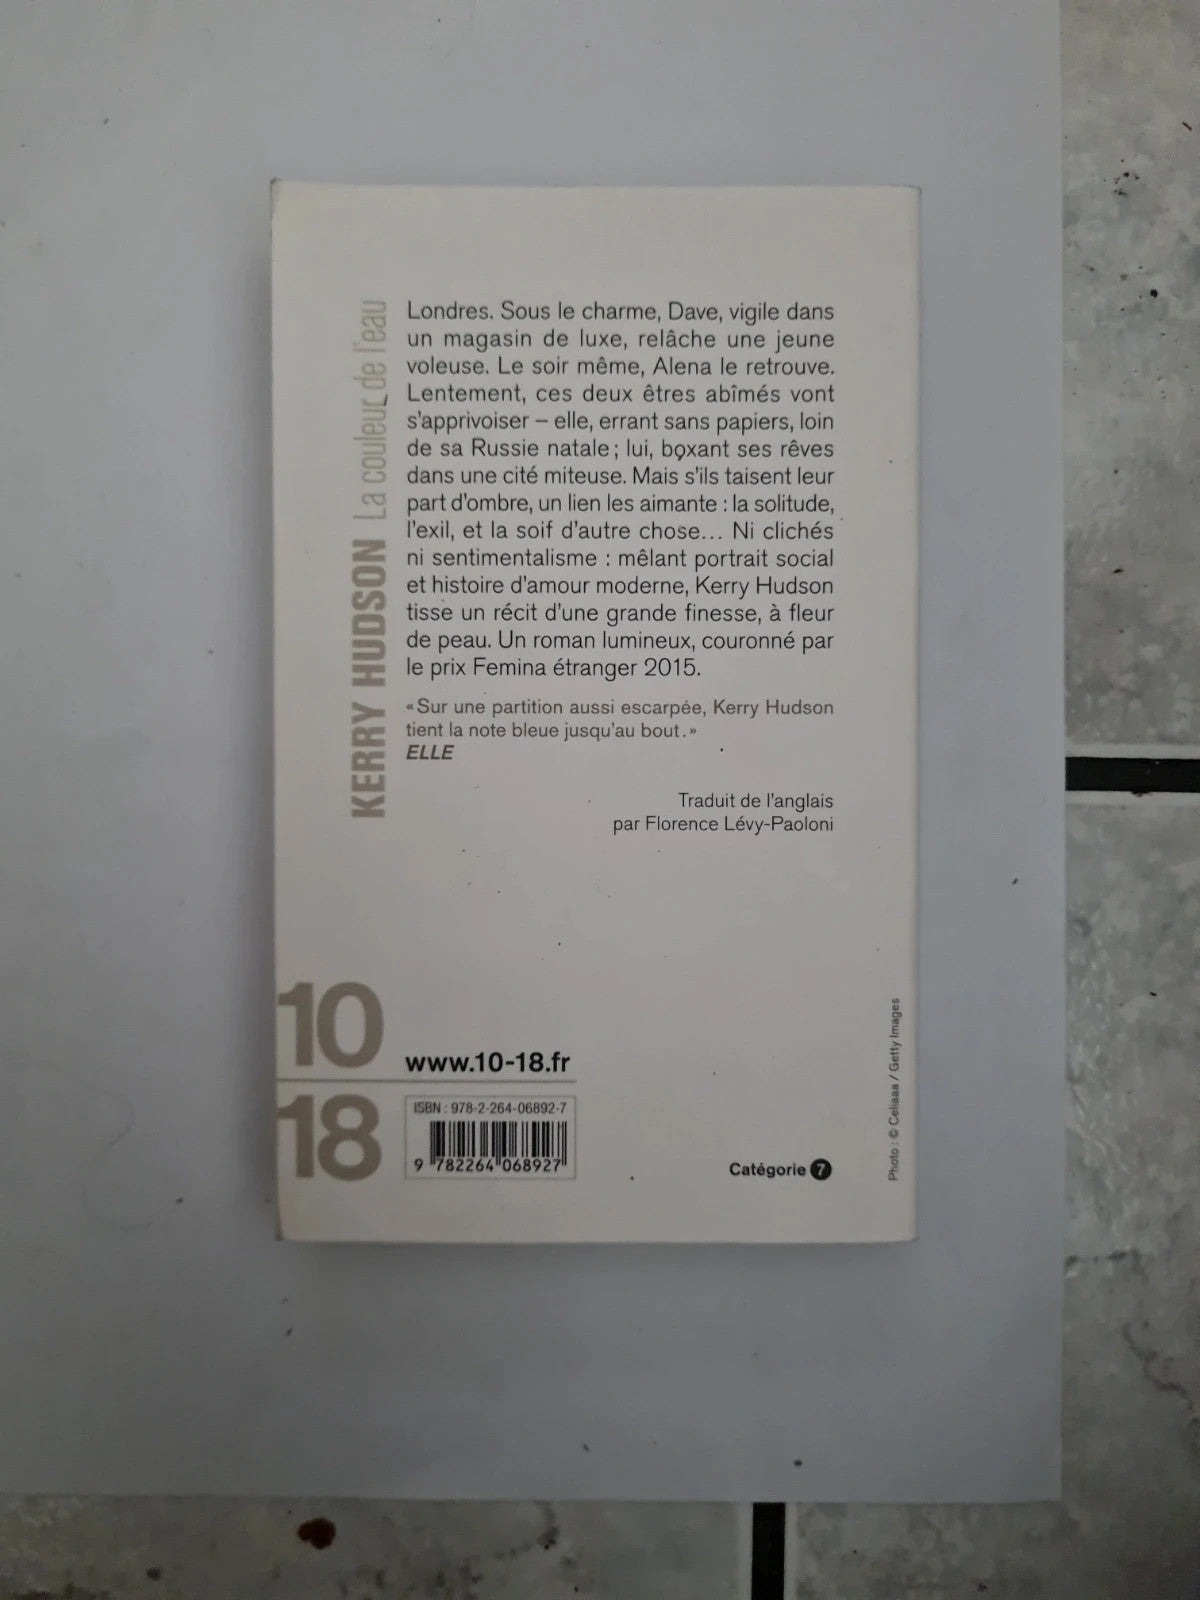 KERRY HUDSON La couleur de l'eau
Londres. Sous le charme, Dave, vigile dans
un magasin de luxe, relâche une jeune
voleuse. Le soir même, Alena le retrouve.
Lentement, ces deux êtres abîmés vont
s'apprivoiser – elle, errant sans papiers, loin
de sa Russie natale ; lui, boxant ses rêves
dans une cité miteuse. Mais s'ils taisent leur
part d'ombre, un lien les aimante : la solitude,
l'exil, et la soif d'autre chose… Ni clichés
ni sentimentalisme : mêlant portrait social
et histoire d'amour moderne, Kerry Hudson
tisse un récit d'une grande finesse, à fleur
de peau. Un roman lumineux, couronné par
le prix Femina étranger 2015.
« Sur une partition aussi escarpée, Kerry Hudson
tient la note bleue jusqu'au bout. »
ELLE
Traduit de l'anglais
par Florence Lévy-Paoloni
10
18
www.10-18.fr
ISBN : 978-2-264-06892-7
9 782264 068927
Catégorie 7
Photo : © Celiaaa / Getty Images